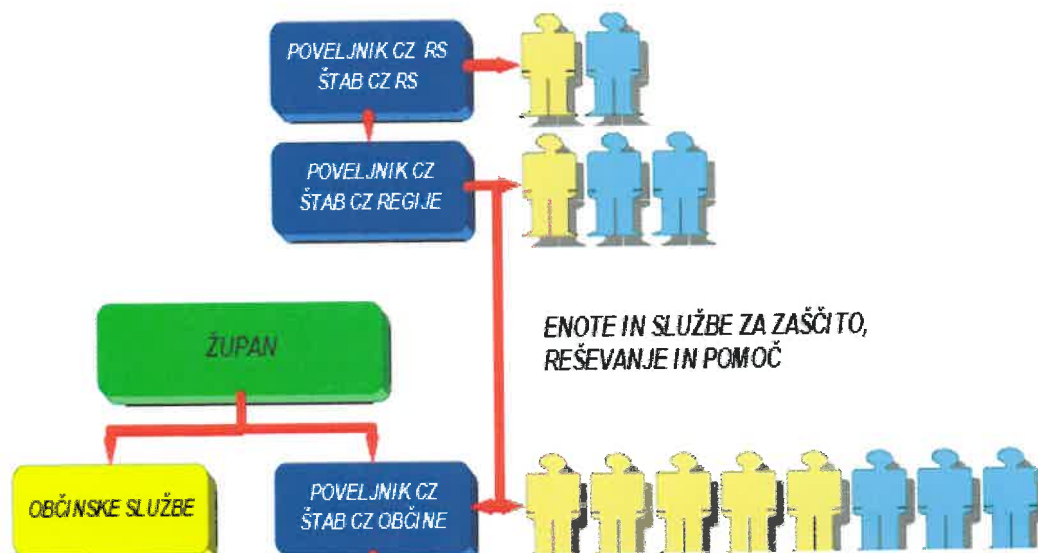 POVELJNIK CZ RS
ŠTAB CZ RS
POVELJNIK CZ
ŠTAB CZ REGIJE
ENOTE IN SLUŽBE ZA ZAŠČITO,
REŠEVANJE IN POMOČ
ŽUPAN
OBČINSKE SLUŽBE
POVELJNIK CZ
ŠTAB CZ OBČINE